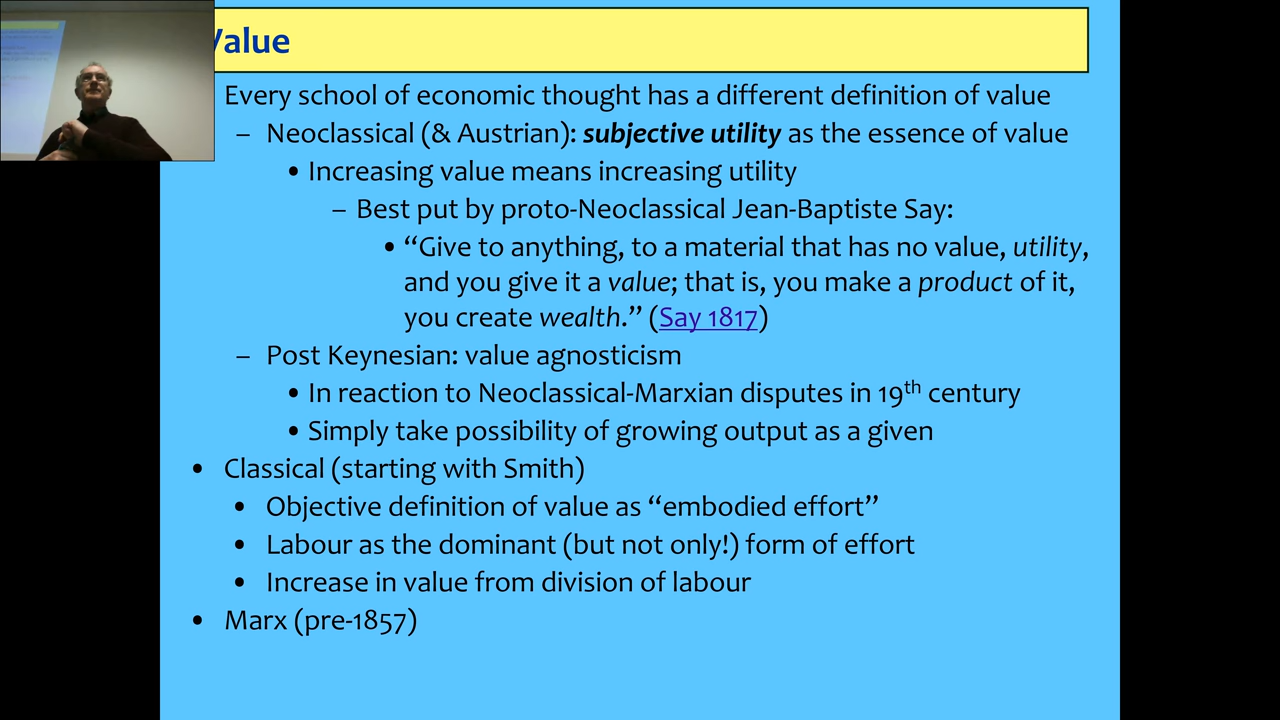 Value
Every school of economic thought has a different definition of value
– Neoclassical (& Austrian): subjective utility as the essence of value
• Increasing value means increasing utility
– Best put by proto-Neoclassical Jean-Baptiste Say:
• “Give to anything, to a material that has no value, utility,
and you give it a value; that is, you make a product of it,
you create wealth.” (Say 1817)
– Post Keynesian: value agnosticism
• In reaction to Neoclassical-Marxian disputes in 19th century
• Simply take possibility of growing output as a given
• Classical (starting with Smith)
• Objective definition of value as “embodied effort”
• Labour as the dominant (but not only!) form of effort
• Increase in value from division of labour
• Marx (pre-1857)